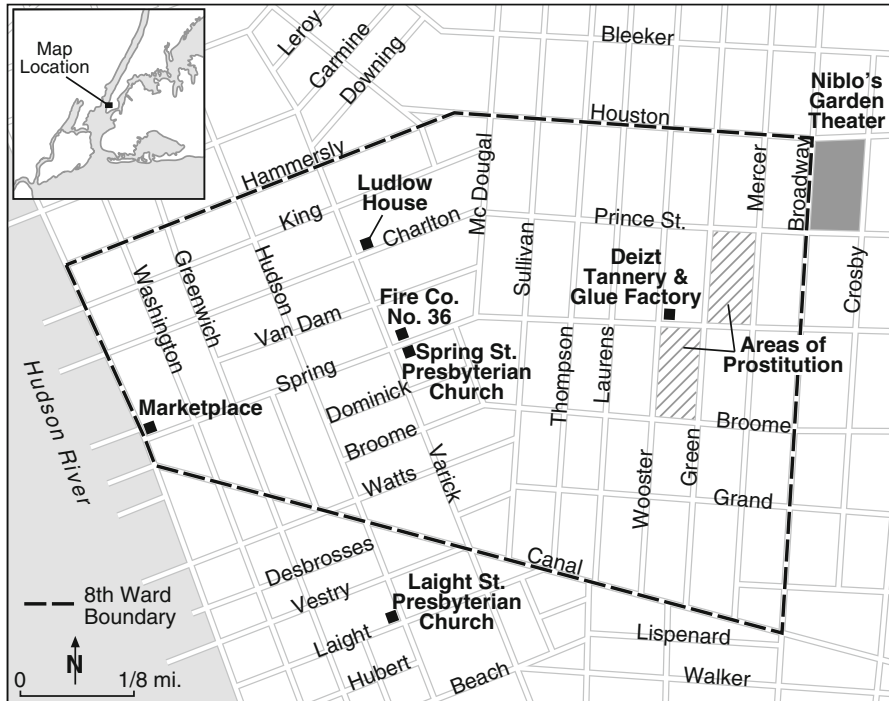 Map
Location
Leroy
Carmine
Downing
Bleeker
Niblo's
Garden
Theater
Houston
Hammersly
King
Ludlow
House
Charlton
Mc Dougal
Mercer
Broadway
Prince St.
Sullivan
Deizt
Tannery &
Glue Factory
Crosby
Washington
Greenwich
Hudson
Van Dam
Fire Co.
No. 36
Spring
Spring St.
Presbyterian
Church
Thompson
Laurens
Areas of
Prostitution
Marketplace
Dominick
Broome
Broome
Hudson River
Watts
Varick
Wooster
Green
Grand
Desbrosses
Canal
8th Ward
Boundary
Vestry
Laight St.
Presbyterian
Church
Laight
Lispenard
N
Hubert
Beach
Walker
0 1/8 mi.